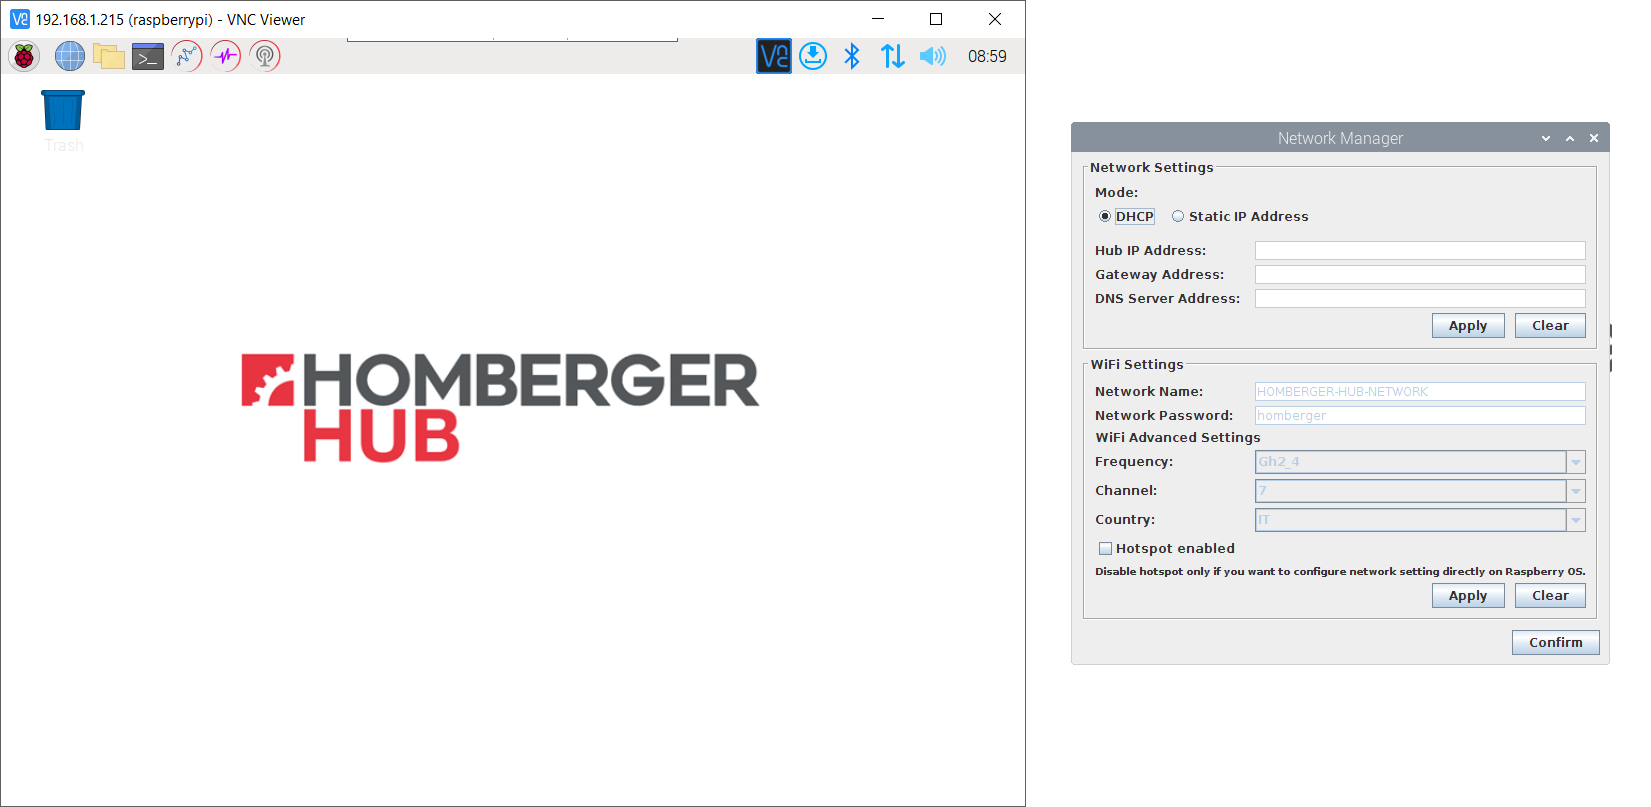 192.168.1.215 (raspberrypi) - VNC Viewer
08:59
Trash
HOMBERGER
HUB
Network Manager
Network Settings
Mode:
DHCP Static IP Address
Hub IP Address:
Gateway Address:
DNS Server Address:
Apply Clear
WiFi Settings
Network Name: HOMBERGER-HUB-NETWORK
Network Password: homberger
WiFi Advanced Settings
Frequency: Gh2_4
Channel: 7
Country: IT
Hotspot enabled
Disable hotspot only if you want to configure network setting directly on Raspberry OS.
Apply Clear
Confirm